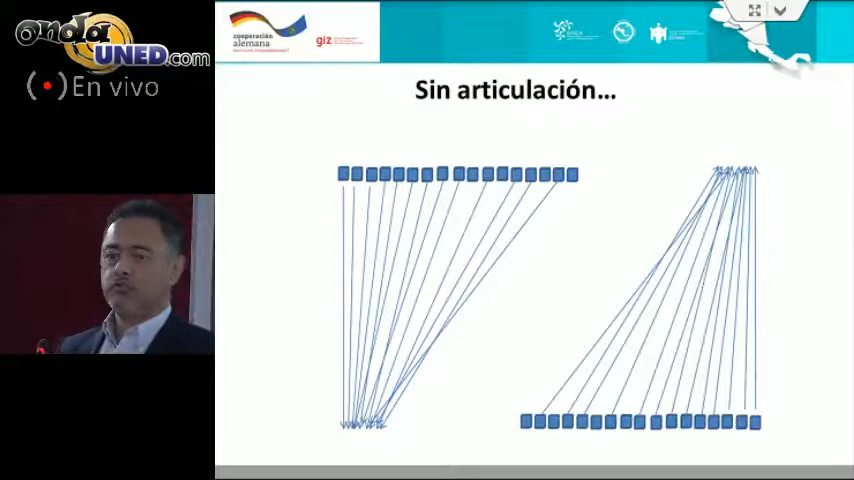 onda
UNED.com
(•) En vivo
cooperación
alemana
giz
Sin articulación...